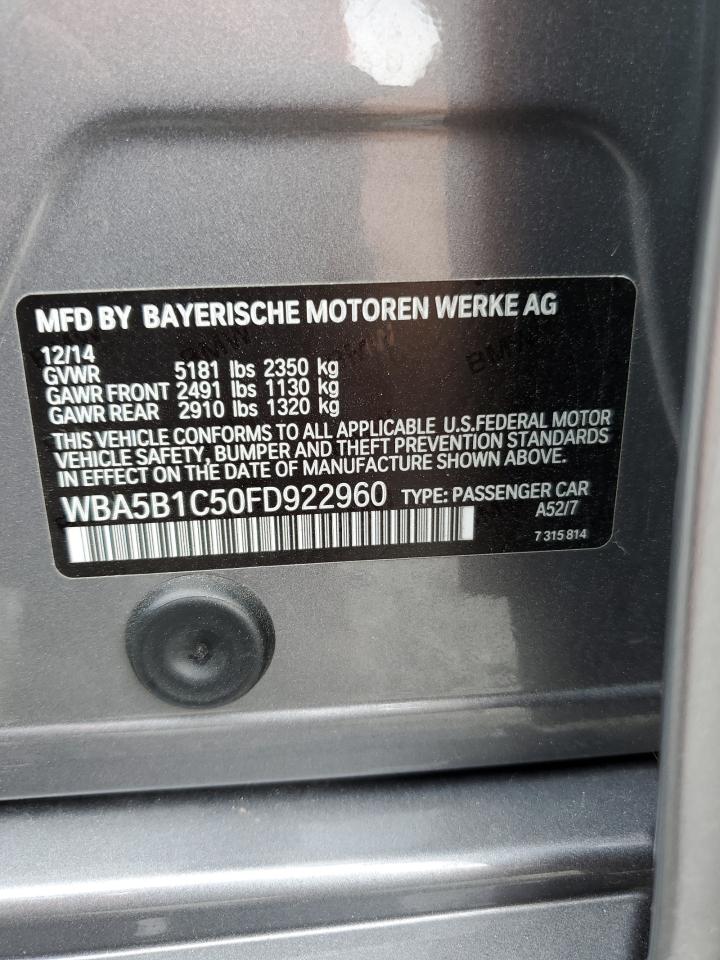 MFD BY BAYERISCHE MOTOREN WERKE AG
12/14
GVWR 5181 lbs 2350 kg
GAWR FRONT 2491 lbs 1130 kg
GAWR REAR 2910 lbs 1320 kg
THIS VEHICLE CONFORMS TO ALL APPLICABLE U.S.FEDERAL MOTOR
VEHICLE SAFETY, BUMPER AND THEFT PREVENTION STANDARDS
IN EFFECT ON THE DATE OF MANUFACTURE SHOWN ABOVE.
WBA5B1C50FD922960 TYPE: PASSENGER CAR
A52/7
7 315 814